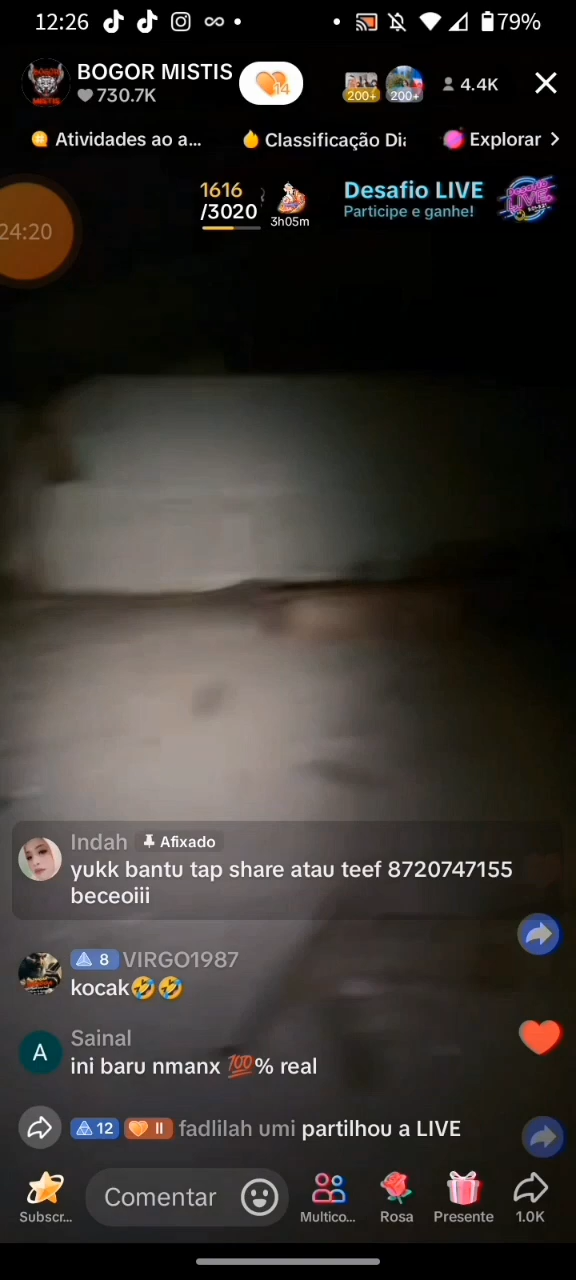 12:26
79%
BOGOR MISTIS
730.7K
14
200+
200+
4.4K
Atividades ao a...
Classificação Di
Explorar
24:20
1616
/3020
3h05m
Desafio LIVE
Participe e ganhe!
Indah Afixado
yukk bantu tap share atau teef 8720747155
beceoiii
8 VIRGO1987
kocak🤣🤣
A
Sainal
ini baru nmanx 💯% real
12 II fadlilah umi partilhou a LIVE
Comentar
Subscr...
Multico...
Rosa
Presente
1.0K